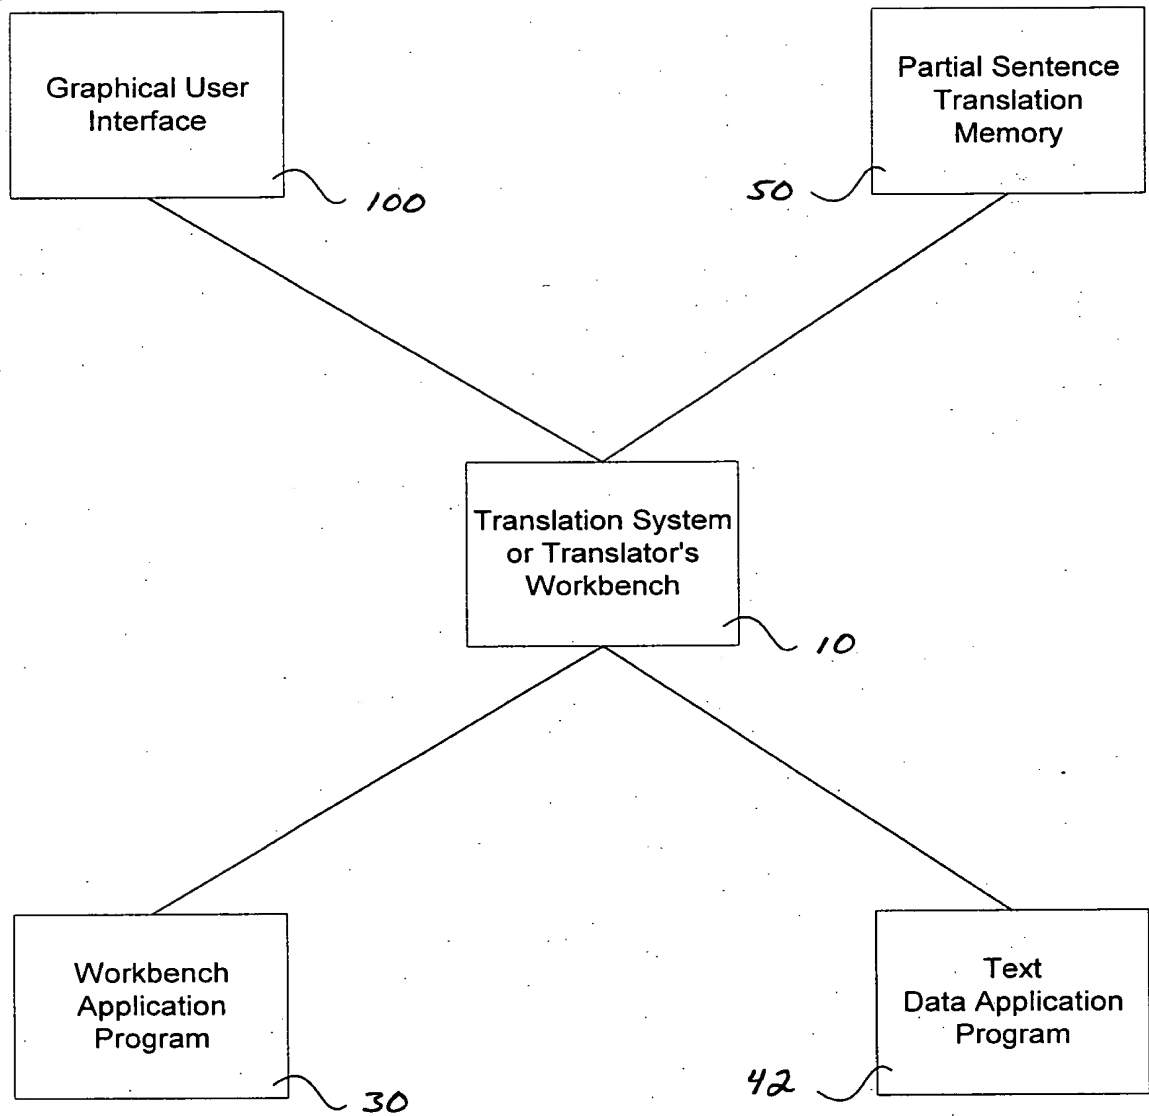 Graphical User
Interface
100
Partial Sentence
Translation
Memory
50
Translation System
or Translator's
Workbench
10
Workbench
Application
Program
30
Text
Data Application
Program
42